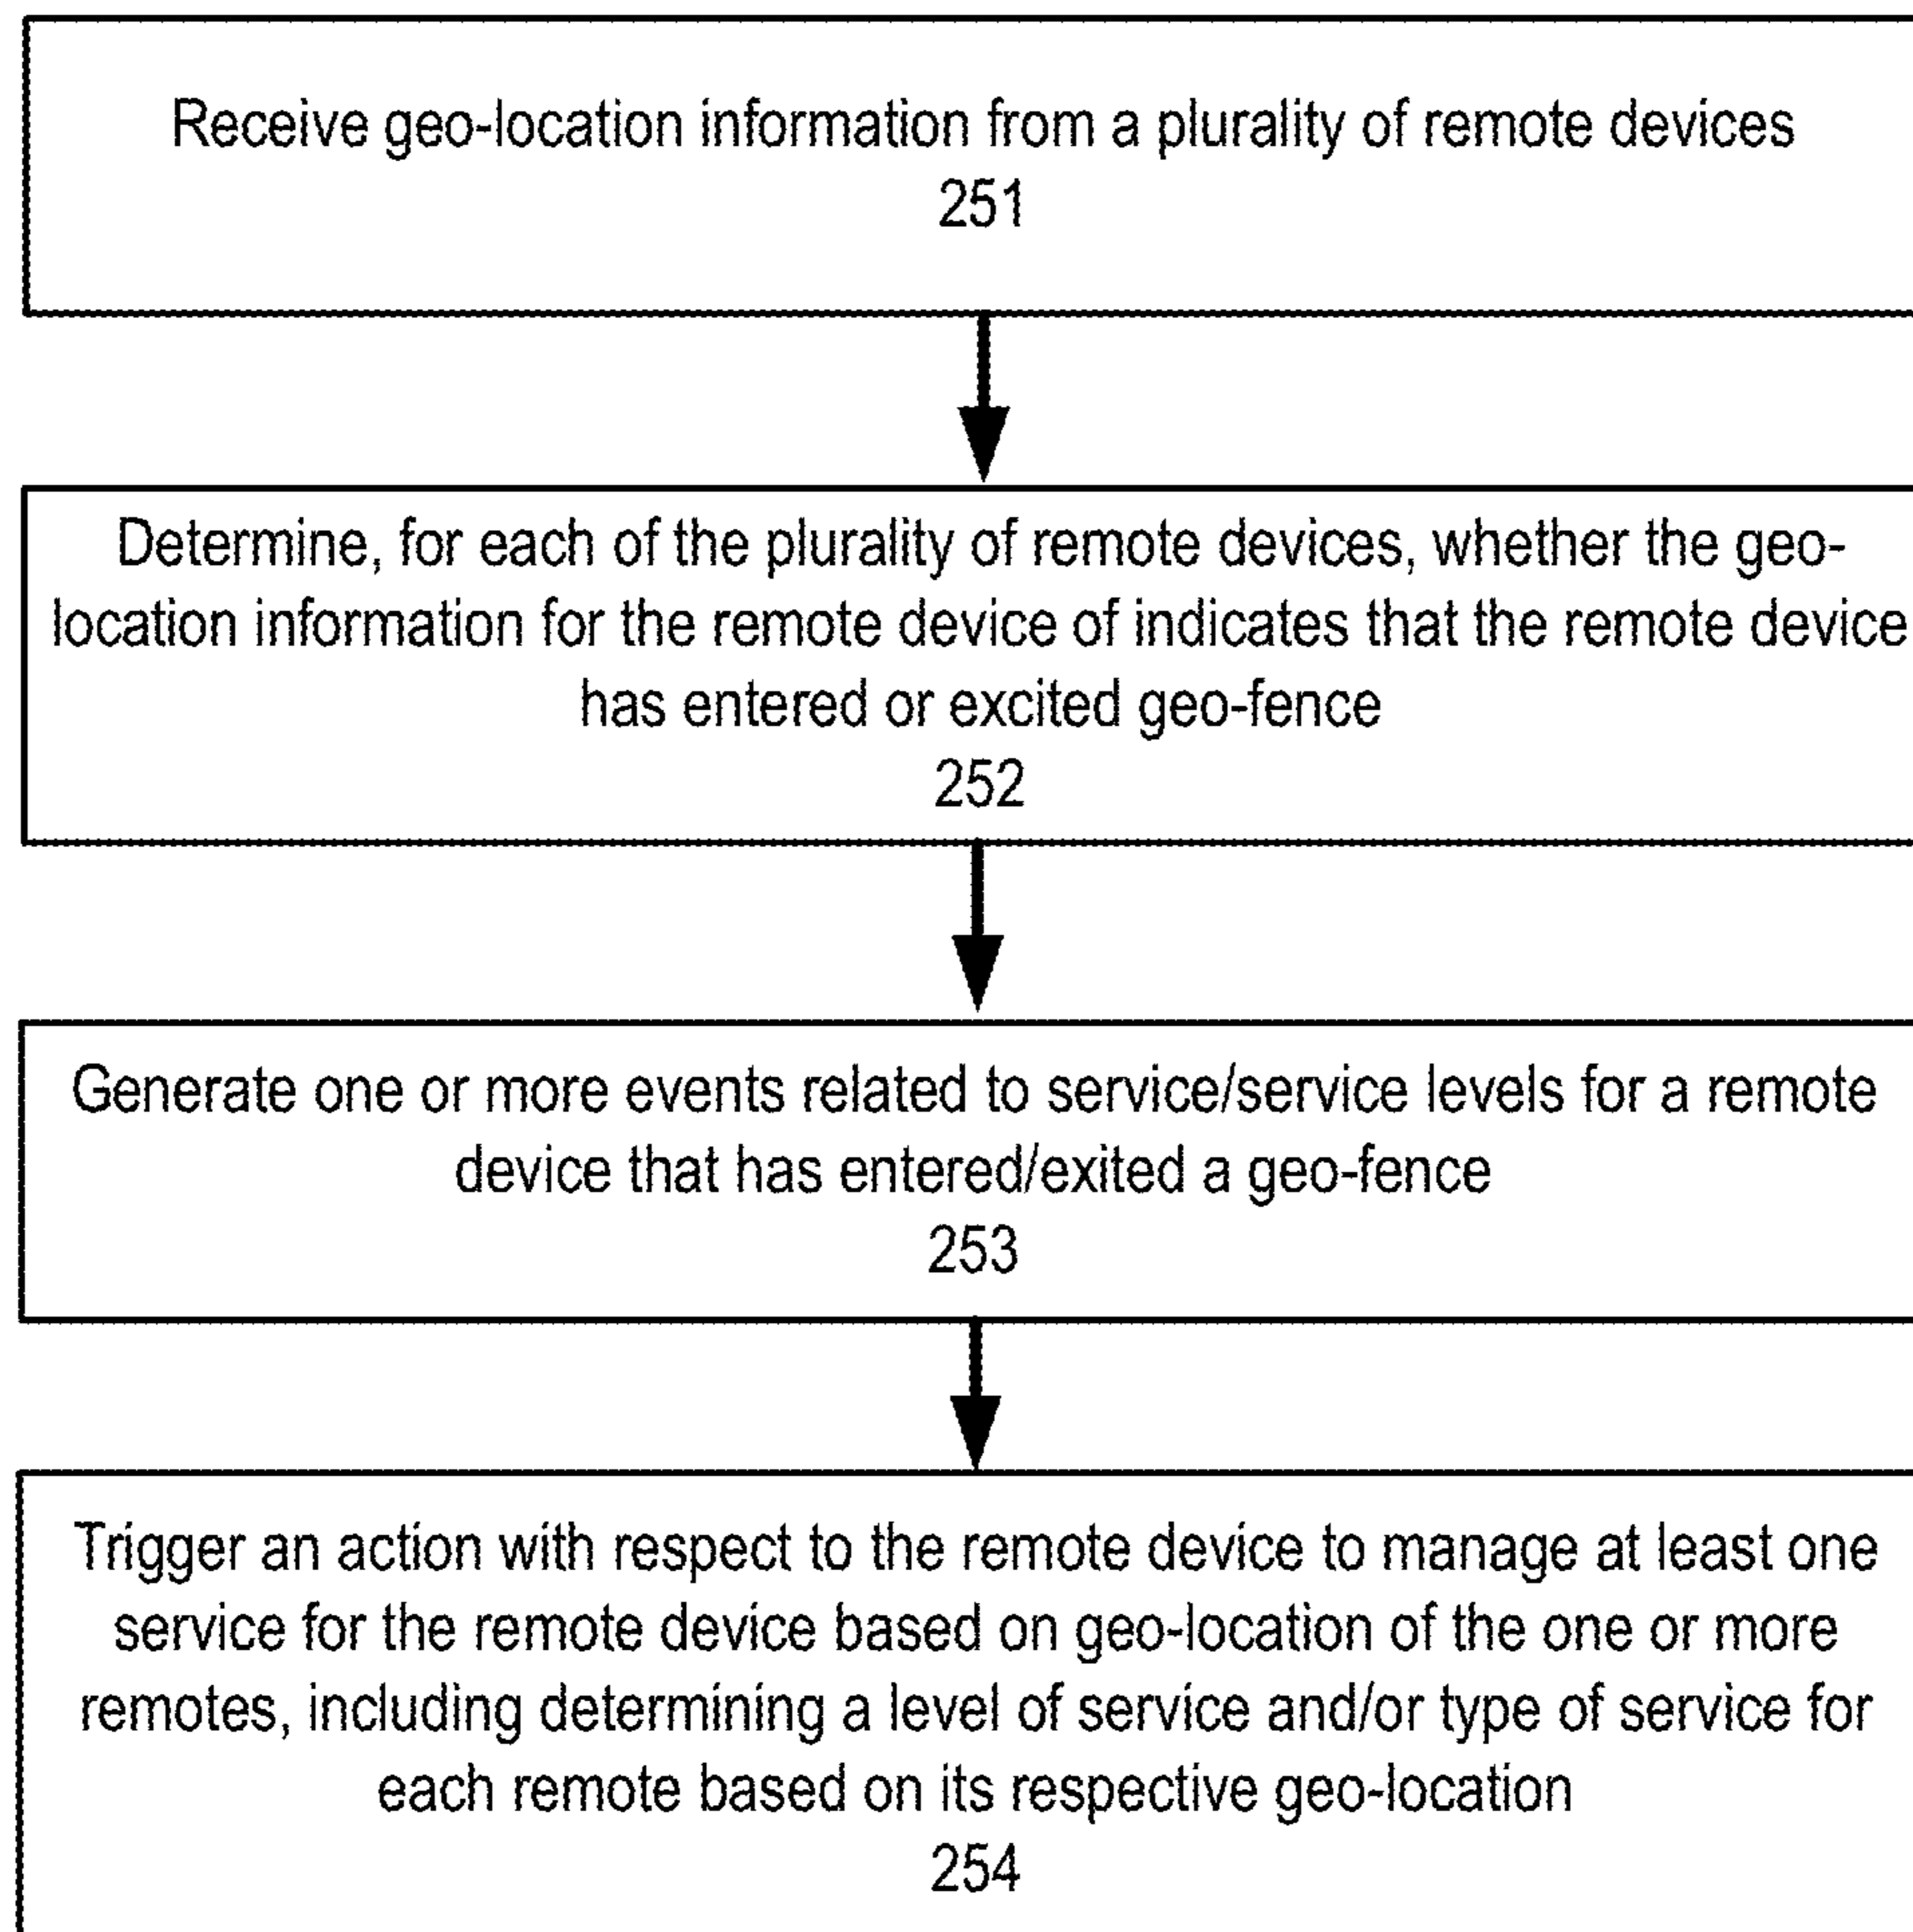 Receive geo-location information from a plurality of remote devices
251
Determine, for each of the plurality of remote devices, whether the geo-
location information for the remote device of indicates that the remote device
has entered or excited geo-fence
252
Generate one or more events related to service/service levels for a remote
device that has entered/exited a geo-fence
253
Trigger an action with respect to the remote device to manage at least one
service for the remote device based on geo-location of the one or more
remotes, including determining a level of service and/or type of service for
each remote based on its respective geo-location
254